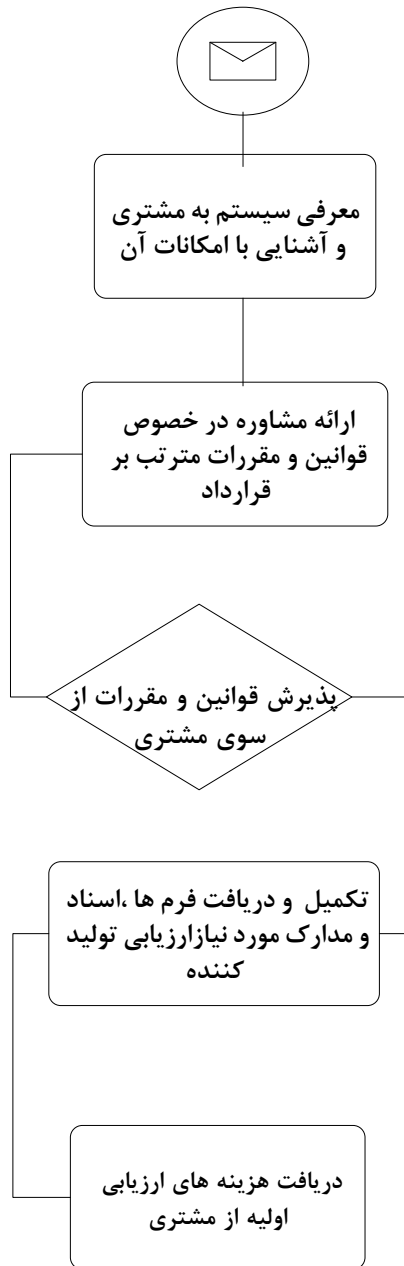 معرفی سیستم به مشتری
و آشنایی با امکانات آن
ارائه مشاوره در خصوص
قوانین و مقررات مترتب بر
قرارداد
پذیرش قوانین و مقررات از
سوی مشتری
تکمیل و دریافت فرم ها ،اسناد
و مدارک مورد نیازارزیابی تولید
کننده
دریافت هزینه های ارزیابی
اولیه از مشتری